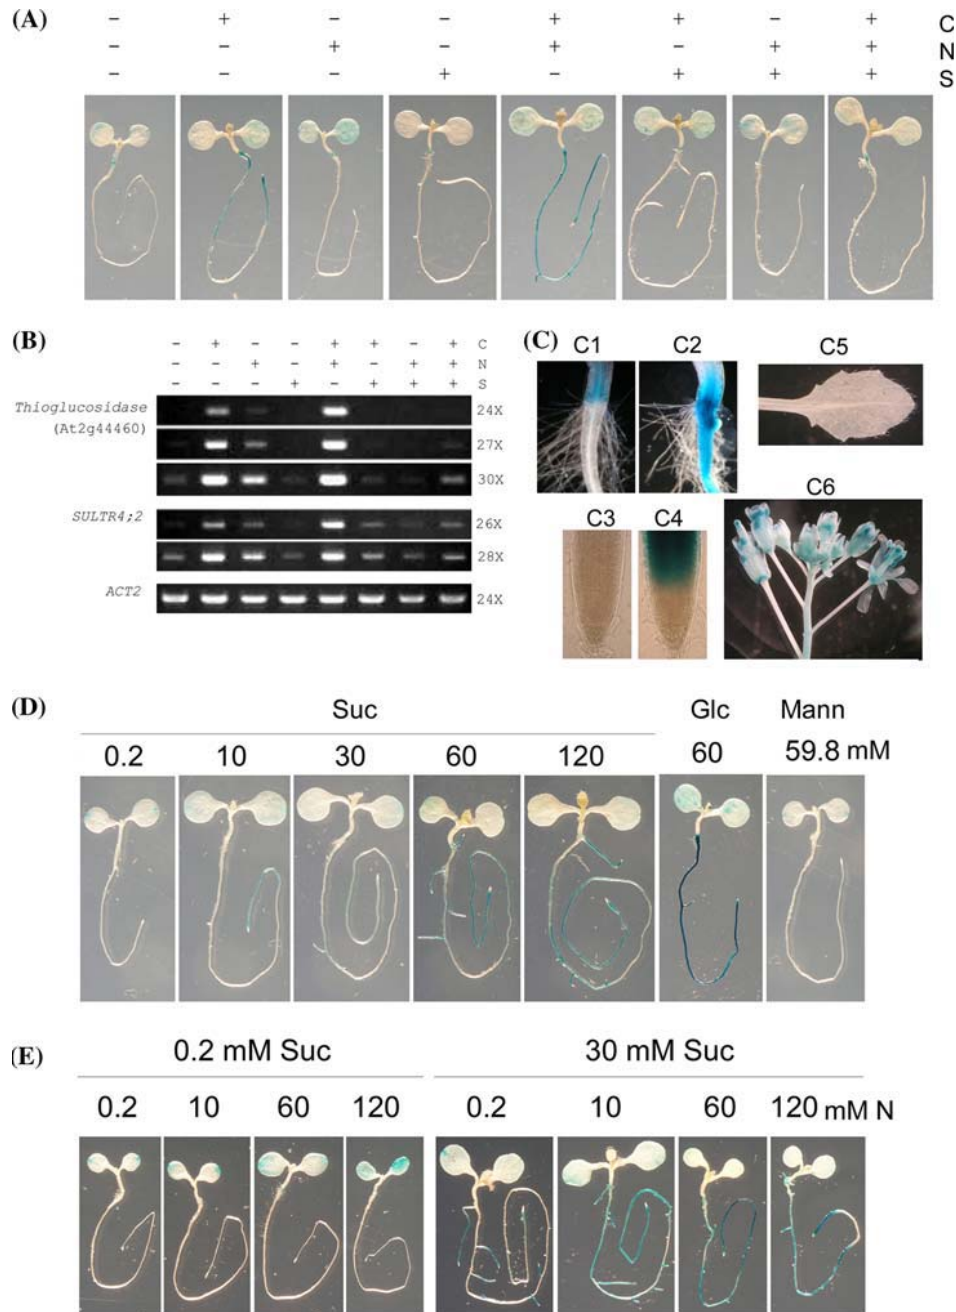 (A)
– + – – + + – + C
– – + – + – + + N
– – – + – + + + S
(B)
– + – – + + – + C
– – + – + – + + N
– – – + – + + + S
Thioglucosidase 24X
(At2g44460)
27X
30X
SULTR4;2 26X
28X
ACT2 24X
(C)
C1 C2 C5
C3 C4 C6
(D)
Suc Glc Mann
0.2 10 30 60 120 60 59.8 mM
(E)
0.2 mM Suc 30 mM Suc
0.2 10 60 120 0.2 10 60 120 mM N